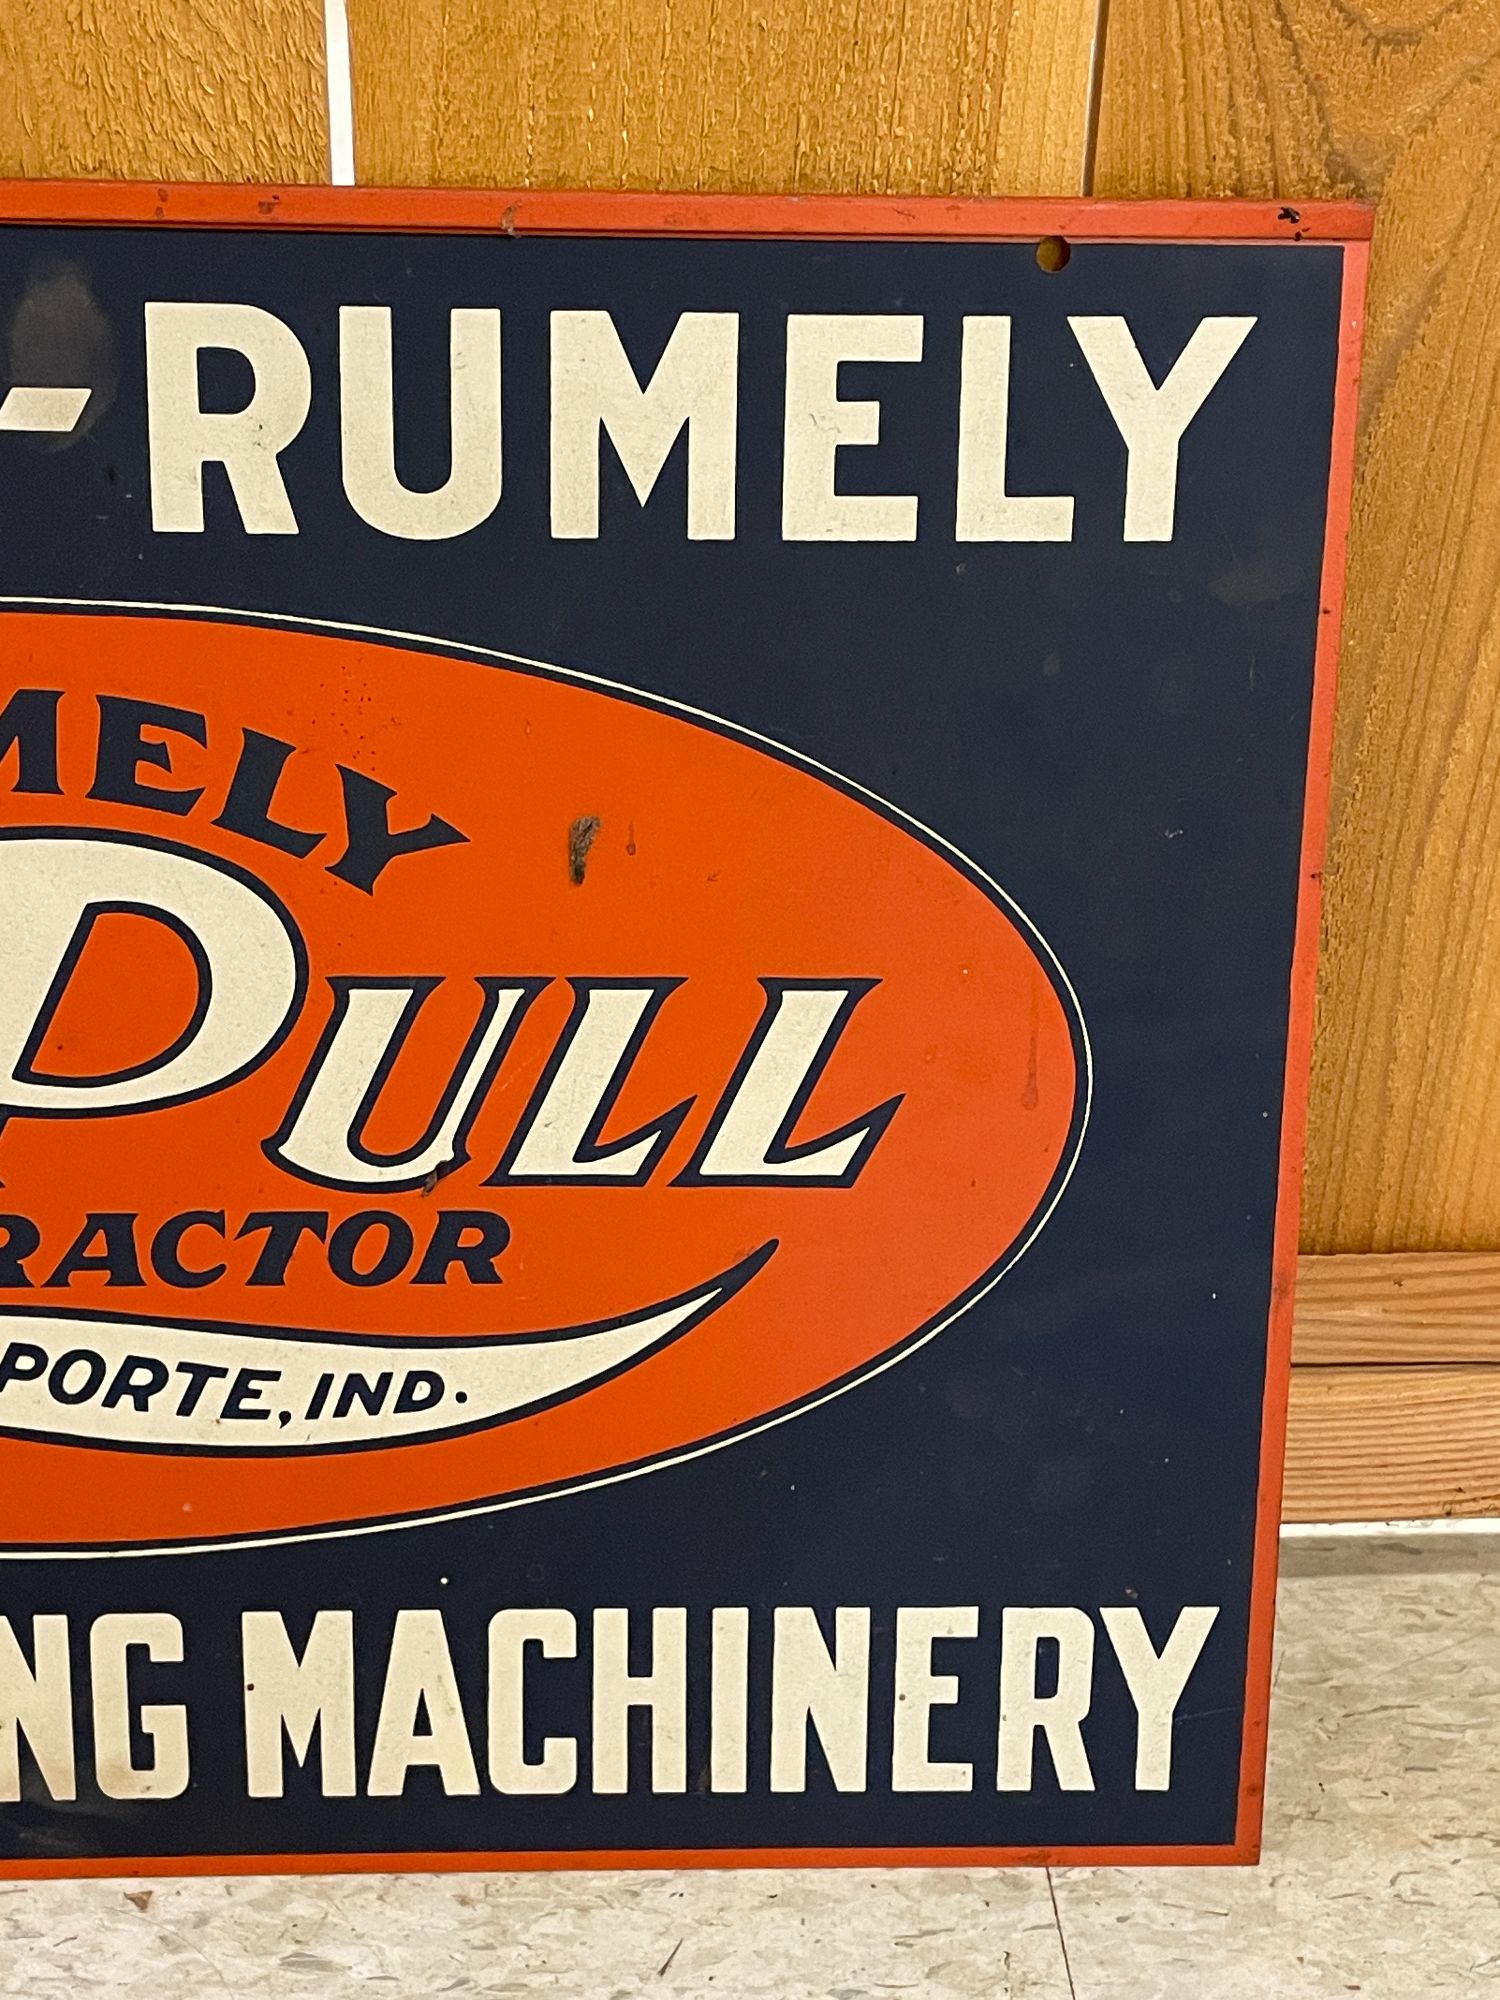 -RUMELY
MELY
PULL
RACTOR
PORTE, IND.
NG MACHINERY